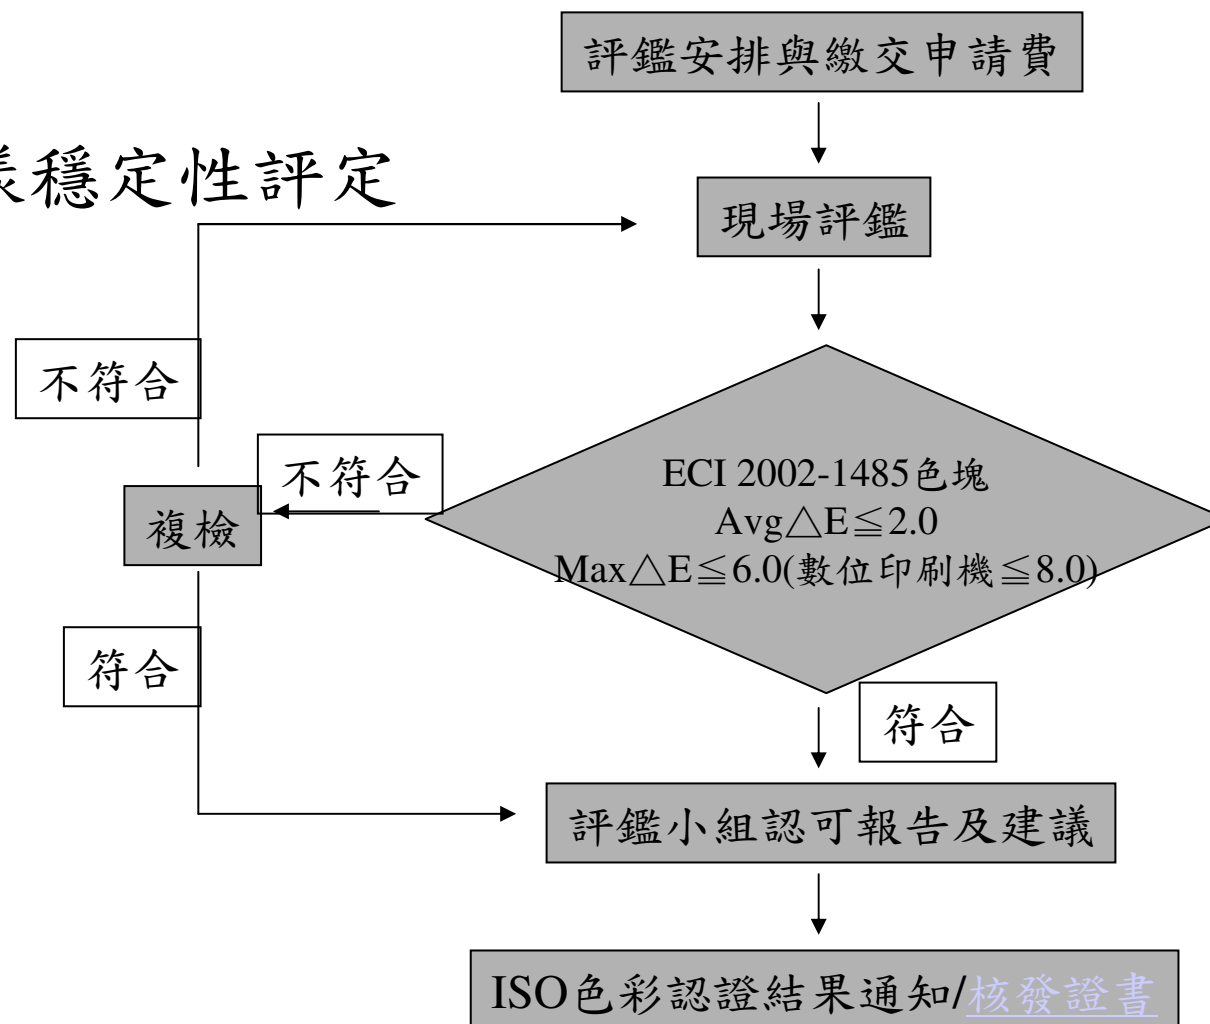 評鑑安排與繳交申請費
樣穩定性評定
現場評鑑
不符合
不符合
ECI 2002-1485色塊
Avg△E≦2.0
Max△E≦6.0(數位印刷機≦8.0)
複檢
符合
符合
評鑑小組認可報告及建議
ISO色彩認證結果通知/核發證書